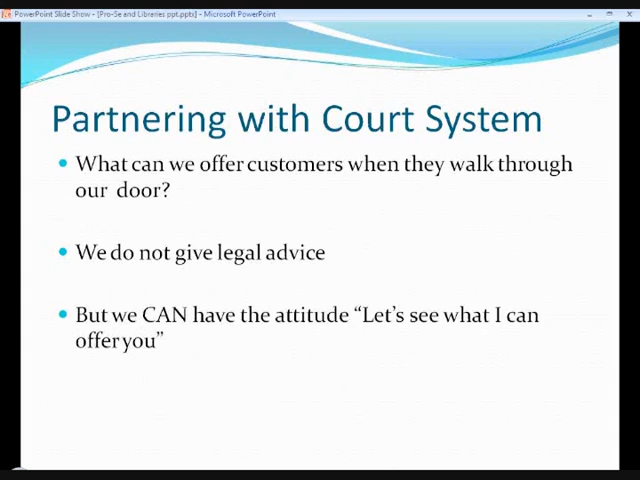 PowerPoint Slide Show - [Pro-Se and Libraries ppt.pptx] - Microsoft PowerPoint
Partnering with Court System
• What can we offer customers when they walk through
our door?
• We do not give legal advice
• But we CAN have the attitude “Let’s see what I can
offer you”